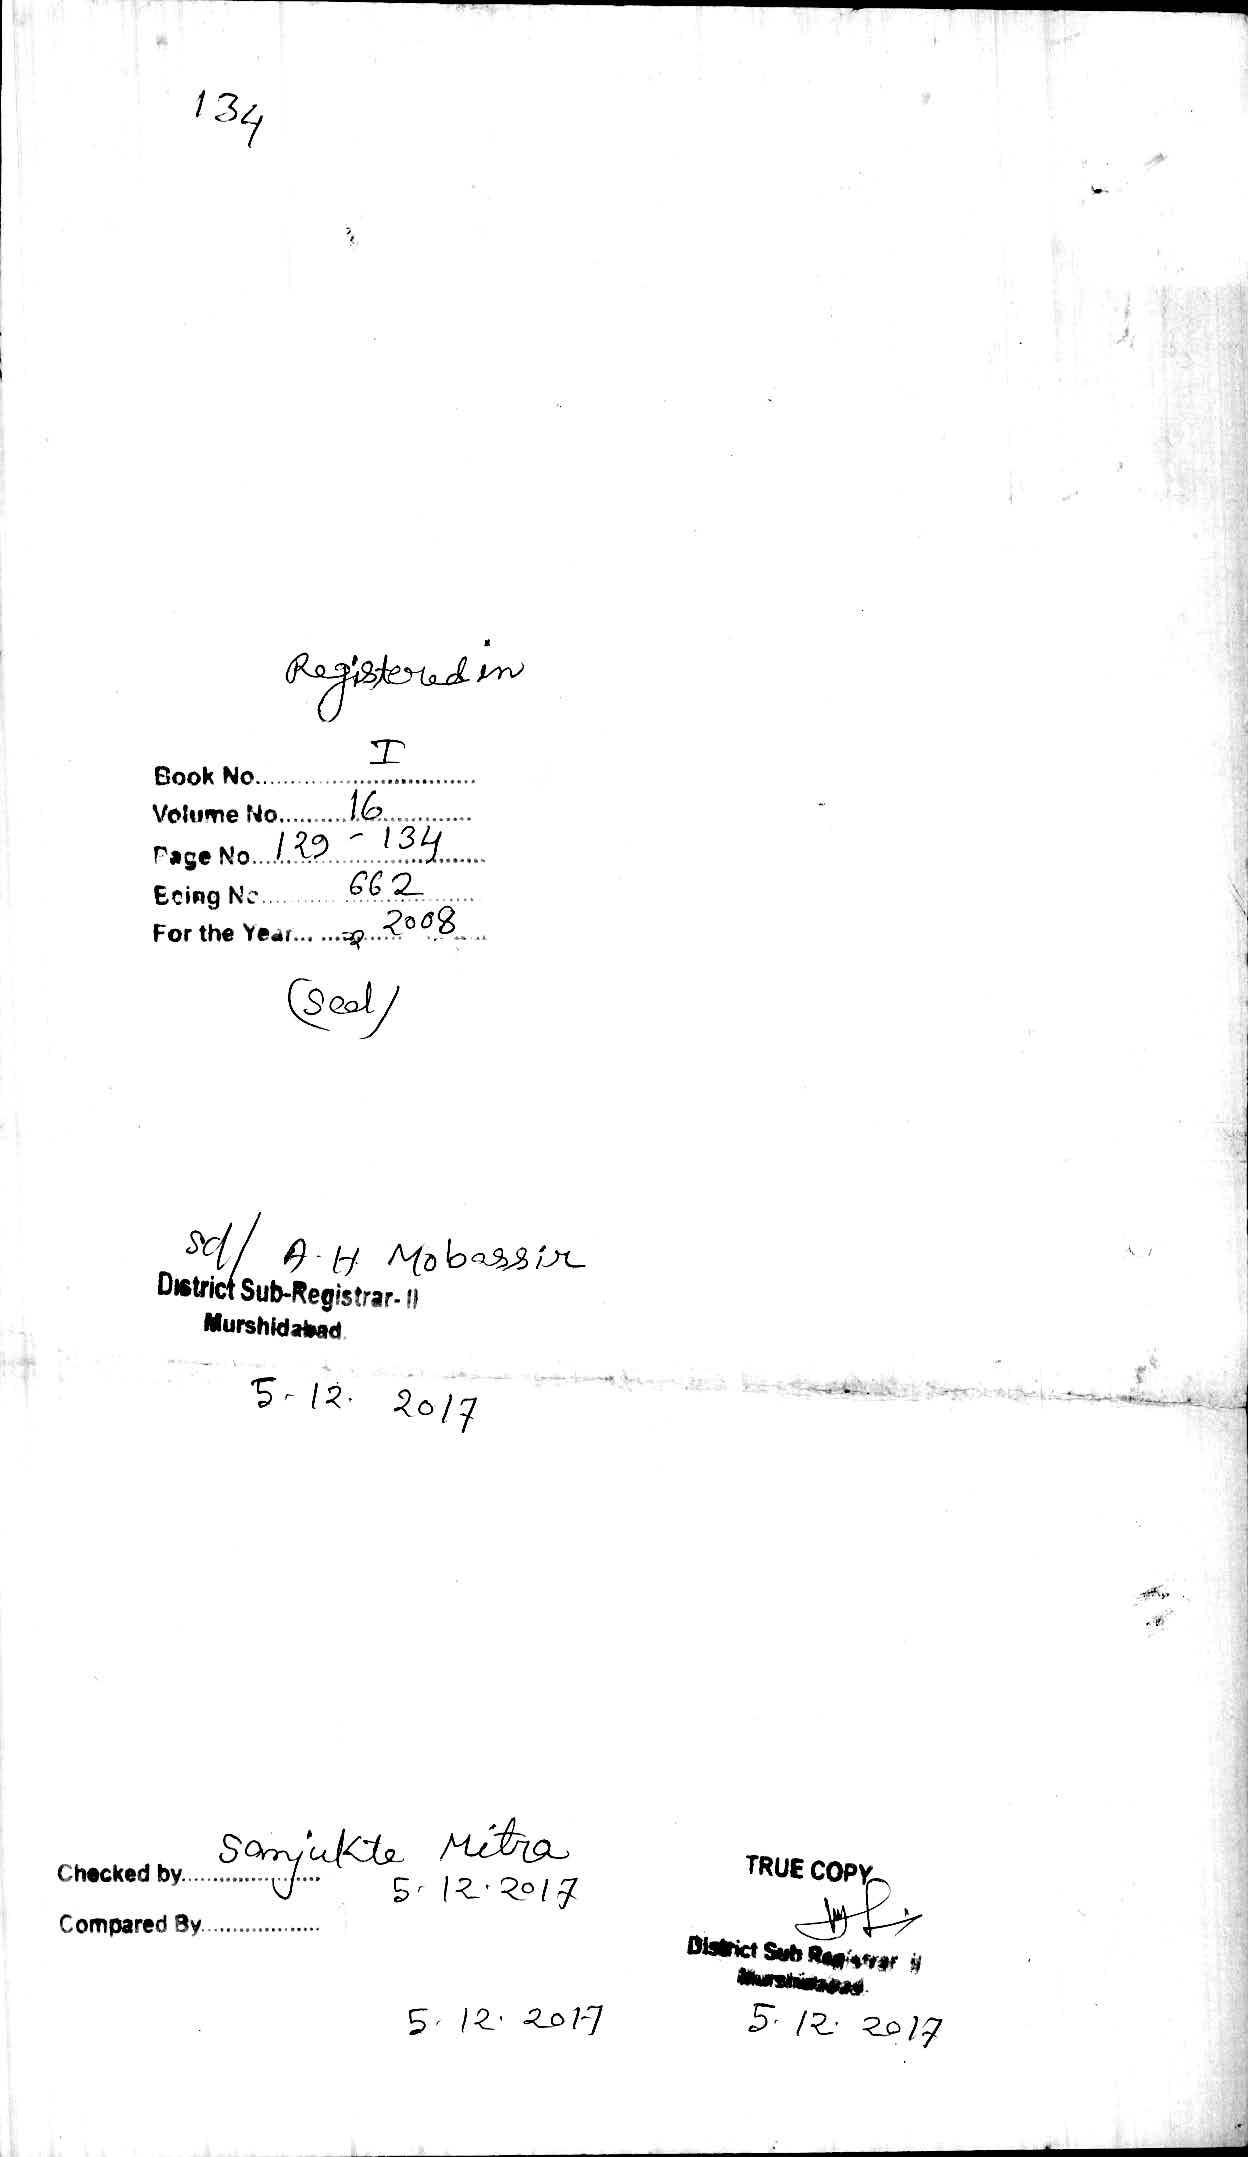 134
Registered in
Book No. I
Volume No. 16
Page No. 129 - 134
Being No. 662
For the Year 2008
(Seal)
Sd/ A. H Mobassir
District Sub-Registrar-II
Murshidabad
5-12. 2017
Checked by Sanjukta Mitra
5. 12. 2017
Compared By
5. 12. 2017
TRUE COPY
District Sub Registrar II
Murshidabad
5. 12. 2017